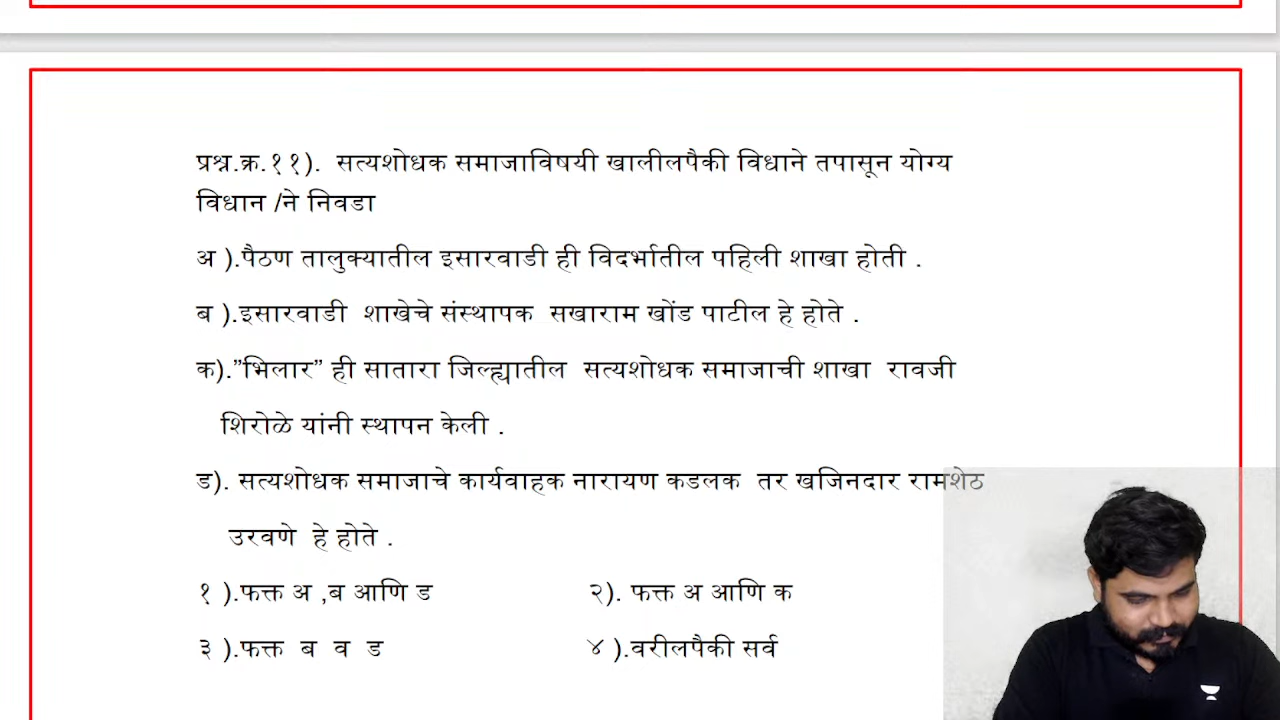 प्रश्न.क्र.११). सत्यशोधक समाजाविषयी खालीलपैकी विधाने तपासून योग्य
विधान /ने निवडा
अ ).पैठण तालुक्यातील इसारवाडी ही विदर्भातील पहिली शाखा होती .
ब ).इसारवाडी शाखेचे संस्थापक सखाराम खोंड पाटील हे होते .
क).”भिलार” ही सातारा जिल्ह्यातील सत्यशोधक समाजाची शाखा रावजी
शिरोळे यांनी स्थापन केली .
ड). सत्यशोधक समाजाचे कार्यवाहक नारायण कडलक तर खजिनदार रामशेठ
उरवणे हे होते .
१ ).फक्त अ ,ब आणि ड २). फक्त अ आणि क
३ ).फक्त ब व ड ४ ).वरीलपैकी सर्व